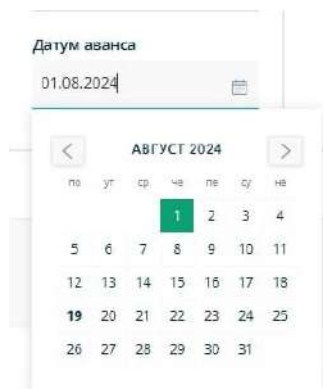 Датум аванса
01.08.2024
АВГУСТ 2024
по ут ср че пе су не
1 2 3 4
5 6 7 8 9 10 11
12 13 14 15 16 17 18
19 20 21 22 23 24 25
26 27 28 29 30 31